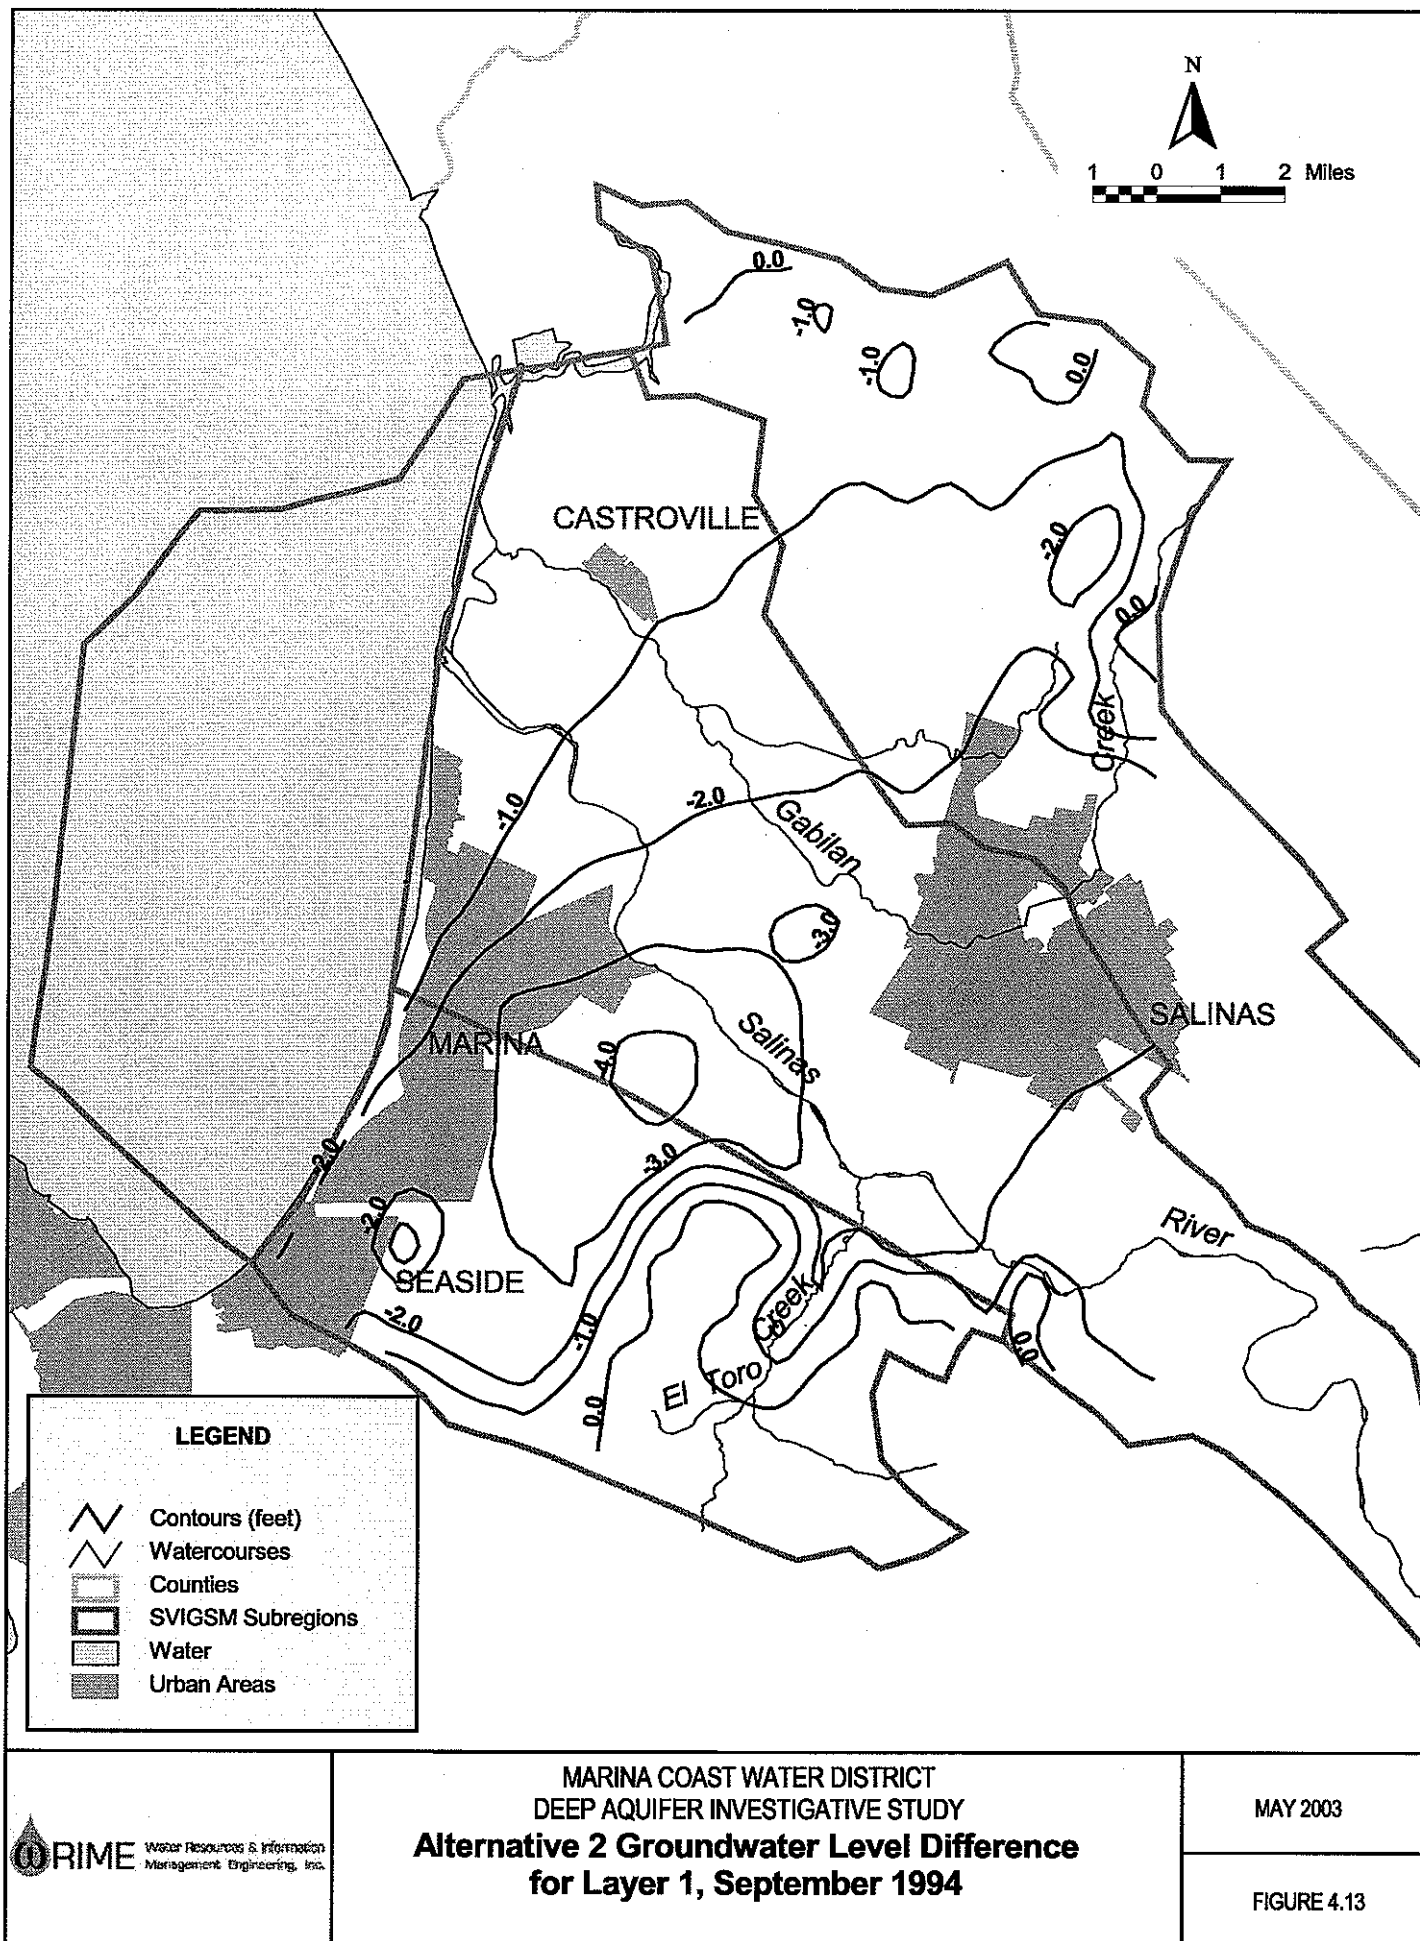 N
1 0 1 2 Miles
0.0
-1.0
-1.0
0.0
CASTROVILLE
-2.0
0.0
Creek
-1.0
-2.0
Gabilan
-3.0
SALINAS
MARINA
Salinas
-4.0
-3.0
-2.0
-2.0
River
SEASIDE
-2.0
-1.0
Creek
0.0
El Toro
0.0
LEGEND
Contours (feet)
Watercourses
Counties
SVIGSM Subregions
Water
Urban Areas
WRIME Water Resources & Information
Management Engineering, Inc.
MARINA COAST WATER DISTRICT
DEEP AQUIFER INVESTIGATIVE STUDY
Alternative 2 Groundwater Level Difference
for Layer 1, September 1994
MAY 2003
FIGURE 4.13